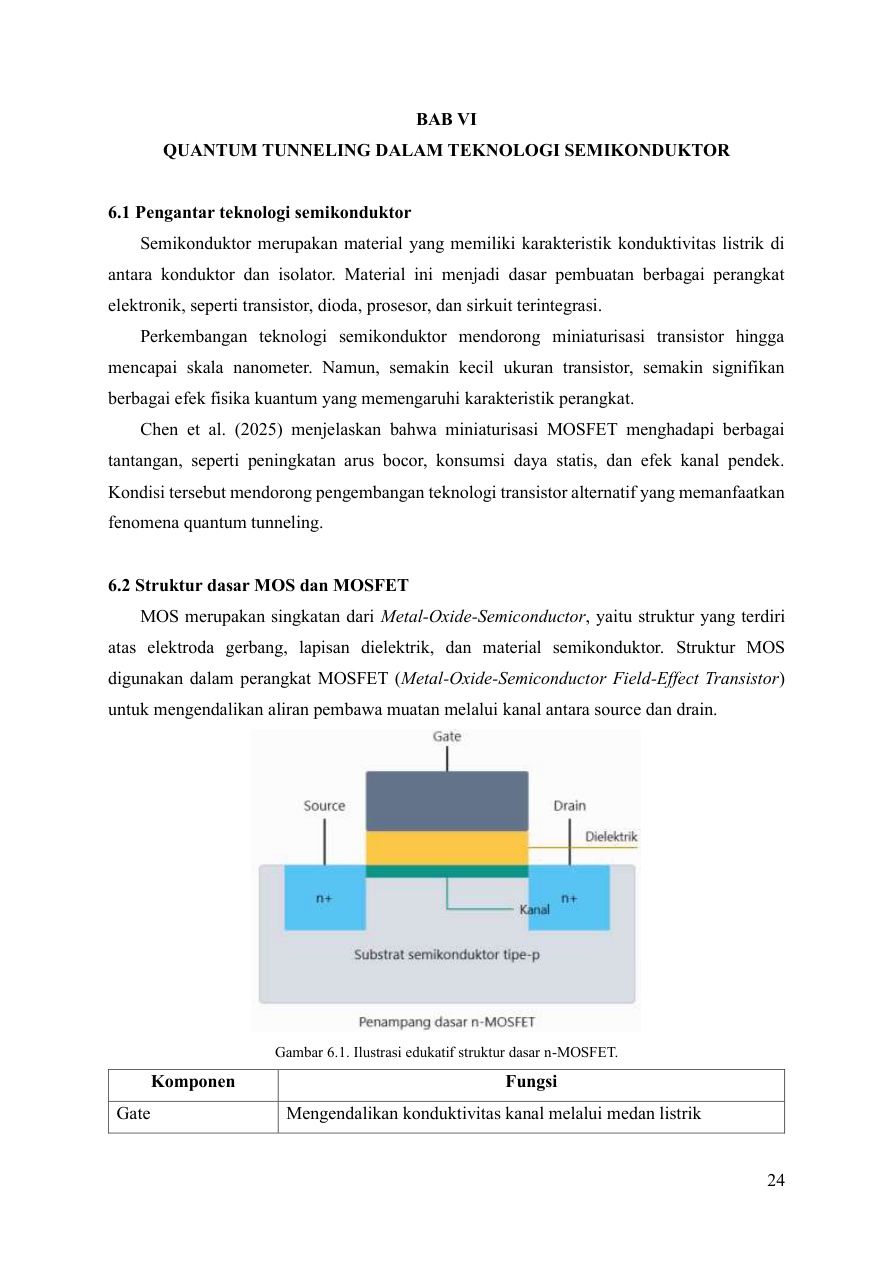 BAB VI
QUANTUM TUNNELING DALAM TEKNOLOGI SEMIKONDUKTOR
6.1 Pengantar teknologi semikonduktor
Semikonduktor merupakan material yang memiliki karakteristik konduktivitas listrik di
antara konduktor dan isolator. Material ini menjadi dasar pembuatan berbagai perangkat
elektronik, seperti transistor, dioda, prosesor, dan sirkuit terintegrasi.
Perkembangan teknologi semikonduktor mendorong miniaturisasi transistor hingga
mencapai skala nanometer. Namun, semakin kecil ukuran transistor, semakin signifikan
berbagai efek fisika kuantum yang memengaruhi karakteristik perangkat.
Chen et al. (2025) menjelaskan bahwa miniaturisasi MOSFET menghadapi berbagai
tantangan, seperti peningkatan arus bocor, konsumsi daya statis, dan efek kanal pendek.
Kondisi tersebut mendorong pengembangan teknologi transistor alternatif yang memanfaatkan
fenomena quantum tunneling.
6.2 Struktur dasar MOS dan MOSFET
MOS merupakan singkatan dari Metal-Oxide-Semiconductor, yaitu struktur yang terdiri
atas elektroda gerbang, lapisan dielektrik, dan material semikonduktor. Struktur MOS
digunakan dalam perangkat MOSFET (Metal-Oxide-Semiconductor Field-Effect Transistor)
untuk mengendalikan aliran pembawa muatan melalui kanal antara source dan drain.
Gate
Source
Drain
Dielektrik
n+
n+
Kanal
Substrat semikonduktor tipe-p
Penampang dasar n-MOSFET
Gambar 6.1. Ilustrasi edukatif struktur dasar n-MOSFET.
Komponen Fungsi
Gate Mengendalikan konduktivitas kanal melalui medan listrik
24